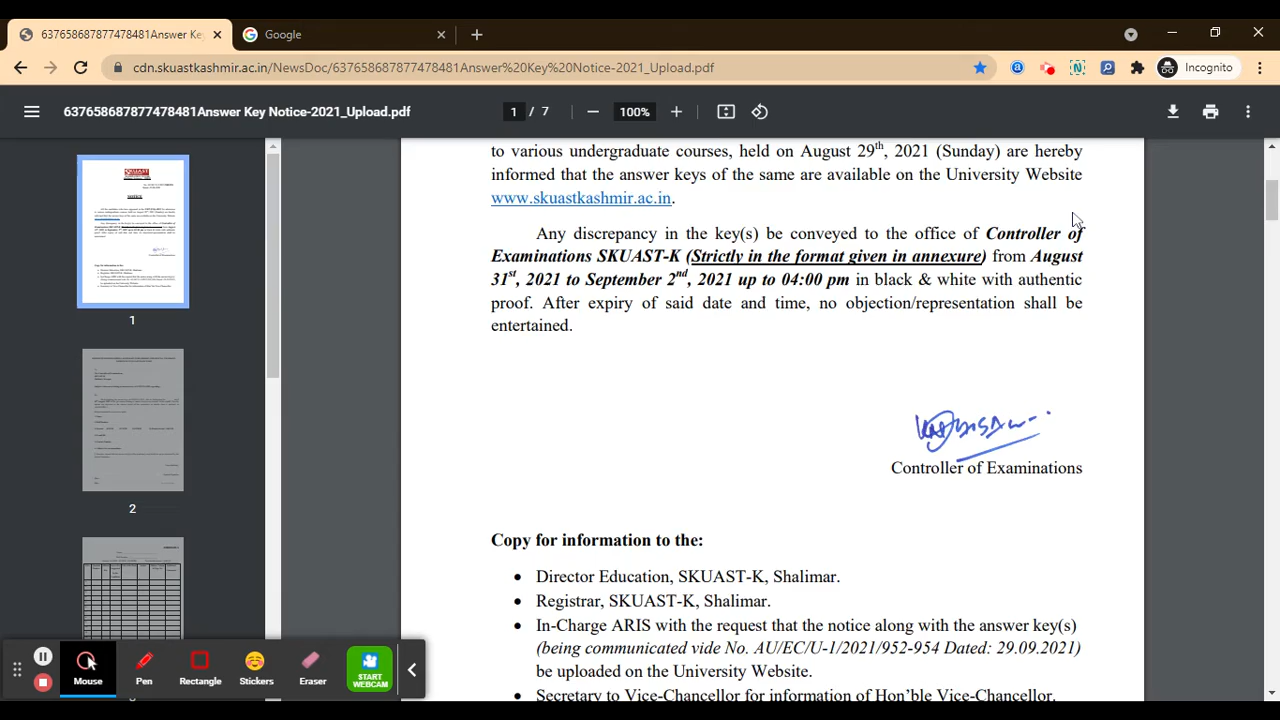 637658687877478481Answer Ke
Google
cdn.skuastkashmir.ac.in/NewsDoc/637658687877478481Answer%20Key%20Notice-2021_Upload.pdf
Incognito
637658687877478481Answer Key Notice-2021_Upload.pdf
1 / 7
100%
to various undergraduate courses, held on August 29th, 2021 (Sunday) are hereby
informed that the answer keys of the same are available on the University Website
www.skuastkashmir.ac.in.
Any discrepancy in the key(s) be conveyed to the office of Controller of
Examinations SKUAST-K (Strictly in the format given in annexure) from August
31st, 2021 to September 2nd, 2021 up to 04:00 pm in black & white with authentic
proof. After expiry of said date and time, no objection/representation shall be
entertained.
Controller of Examinations
Copy for information to the:
• Director Education, SKUAST-K, Shalimar.
• Registrar, SKUAST-K, Shalimar.
• In-Charge ARIS with the request that the notice along with the answer key(s)
(being communicated vide No. AU/EC/U-1/2021/952-954 Dated: 29.09.2021)
be uploaded on the University Website.
• Secretary to Vice-Chancellor for information of Hon'ble Vice-Chancellor.
NOTICE
1
2
Mouse
Pen
Rectangle
Stickers
Eraser
START
WEBCAM